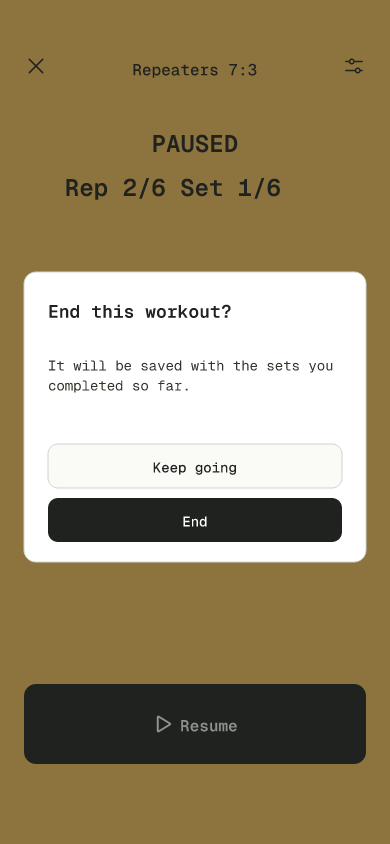 Repeaters 7:3
PAUSED
Rep 2/6 Set 1/6
End this workout?
It will be saved with the sets you
completed so far.
Keep going
End
Resume